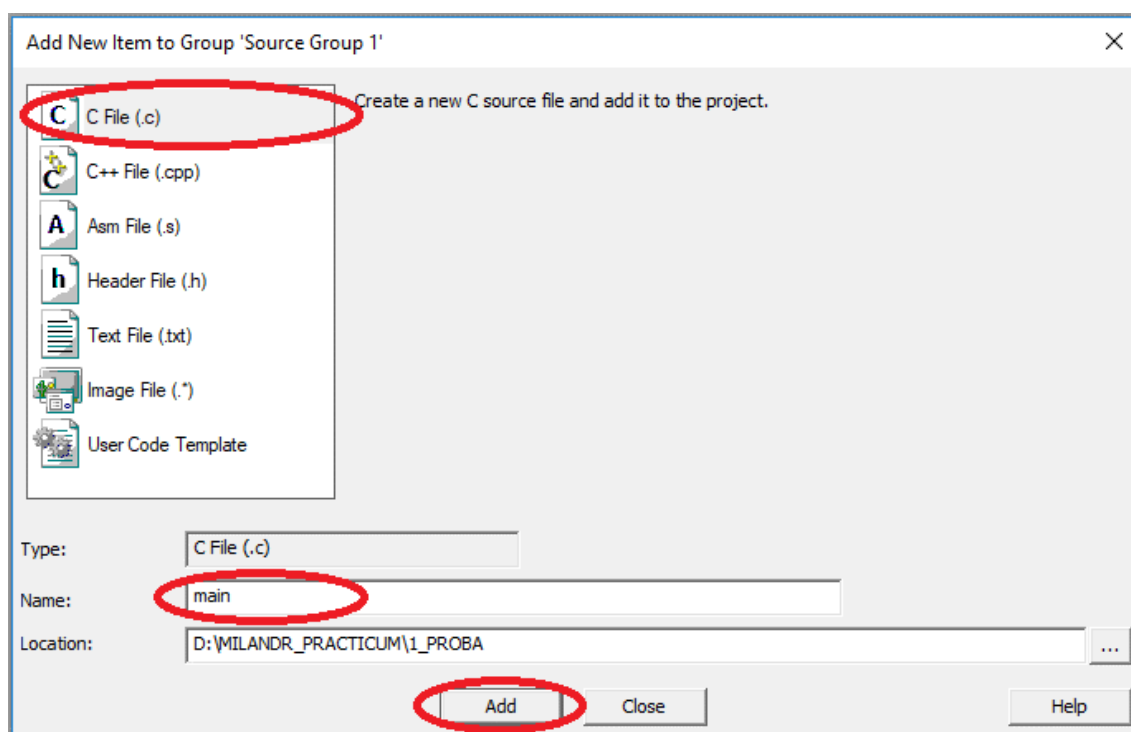 Add New Item to Group 'Source Group 1'
C File (.c)
Create a new C source file and add it to the project.
C++ File (.cpp)
Asm File (.s)
Header File (.h)
Text File (.txt)
Image File (.*)
User Code Template
Type:
C File (.c)
Name:
main
Location:
D:\MILANDR_PRACTICUM\1_PROBA
...
Add
Close
Help